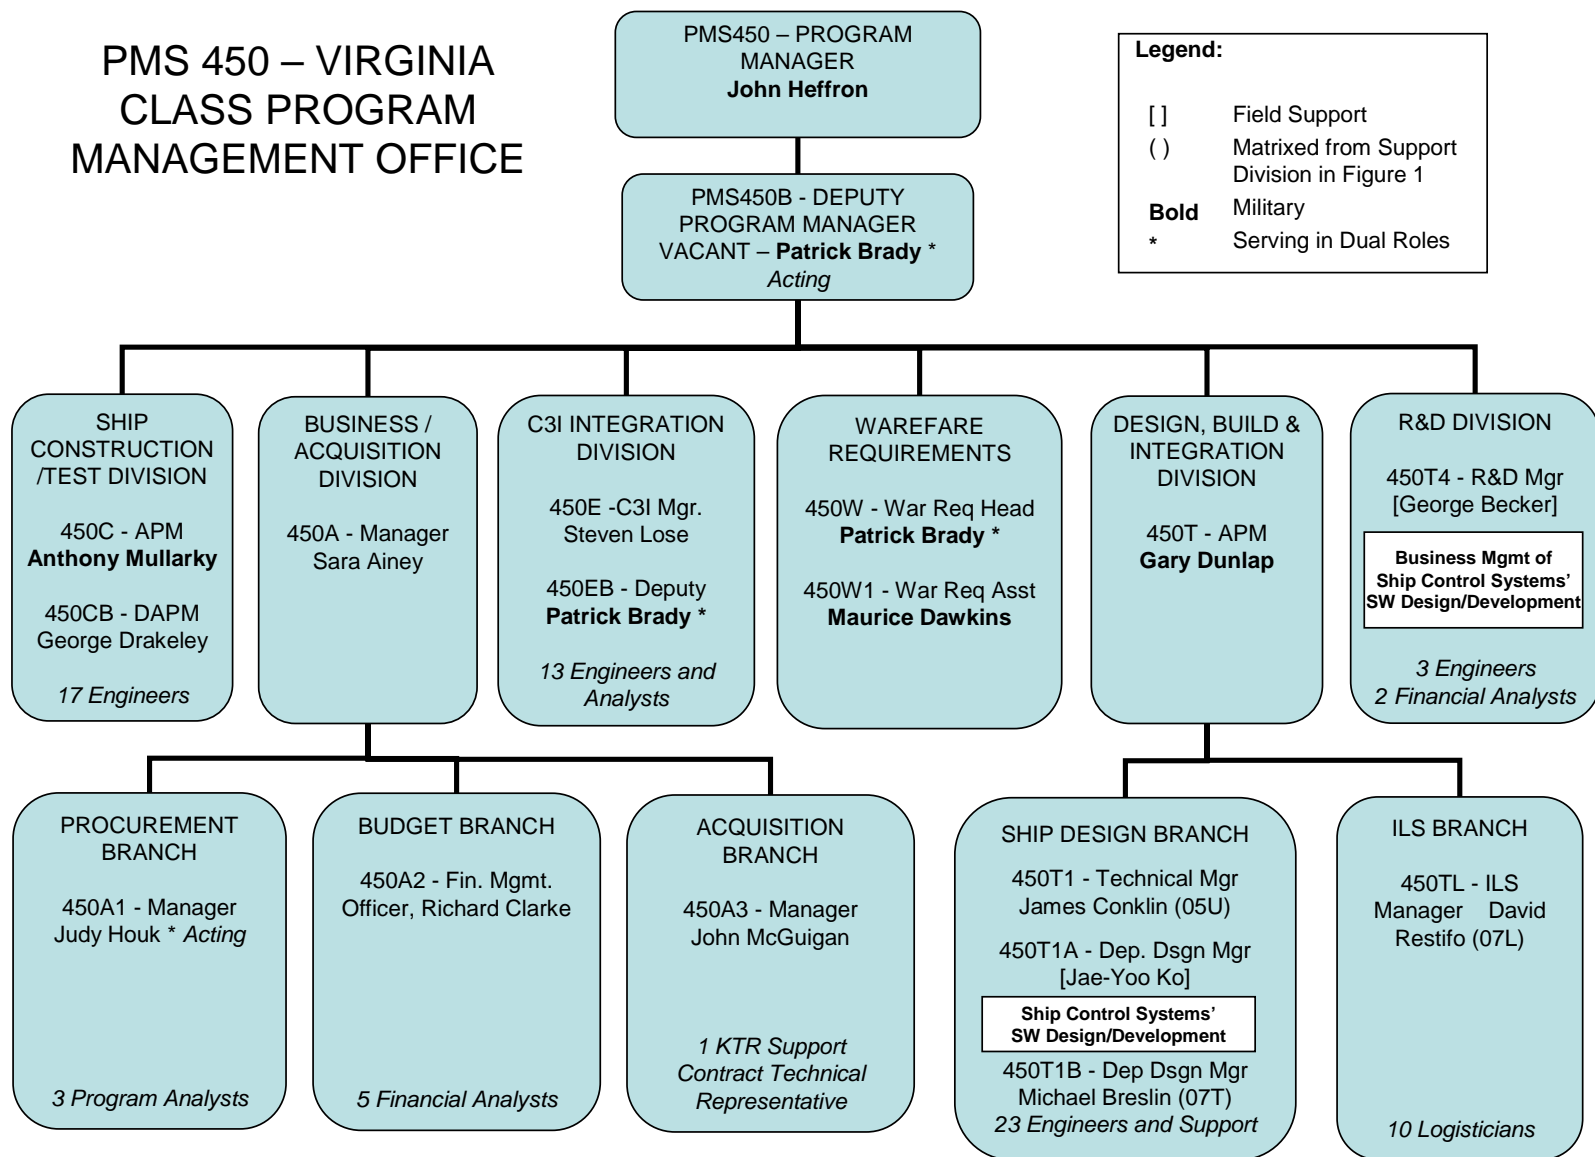 PMS 450 – VIRGINIA
CLASS PROGRAM
MANAGEMENT OFFICE
PMS450 – PROGRAM
MANAGER
John Heffron
Legend:
[ ] Field Support
( ) Matrixed from Support
Division in Figure 1
Bold Military
* Serving in Dual Roles
PMS450B - DEPUTY
PROGRAM MANAGER
VACANT – Patrick Brady *
Acting
SHIP
CONSTRUCTION
/TEST DIVISION
450C - APM
Anthony Mullarky
450CB - DAPM
George Drakeley
17 Engineers
BUSINESS /
ACQUISITION
DIVISION
450A - Manager
Sara Ainey
C3I INTEGRATION
DIVISION
450E -C3I Mgr.
Steven Lose
450EB - Deputy
Patrick Brady *
13 Engineers and
Analysts
WAREFARE
REQUIREMENTS
450W - War Req Head
Patrick Brady *
450W1 - War Req Asst
Maurice Dawkins
DESIGN, BUILD &
INTEGRATION
DIVISION
450T - APM
Gary Dunlap
R&D DIVISION
450T4 - R&D Mgr
[George Becker]
Business Mgmt of
Ship Control Systems'
SW Design/Development
3 Engineers
2 Financial Analysts
PROCUREMENT
BRANCH
450A1 - Manager
Judy Houk * Acting
3 Program Analysts
BUDGET BRANCH
450A2 - Fin. Mgmt.
Officer, Richard Clarke
5 Financial Analysts
ACQUISITION
BRANCH
450A3 - Manager
John McGuigan
1 KTR Support
Contract Technical
Representative
SHIP DESIGN BRANCH
450T1 - Technical Mgr
James Conklin (05U)
450T1A - Dep. Dsgn Mgr
[Jae-Yoo Ko]
Ship Control Systems'
SW Design/Development
450T1B - Dep Dsgn Mgr
Michael Breslin (07T)
23 Engineers and Support
ILS BRANCH
450TL - ILS
Manager David
Restifo (07L)
10 Logisticians